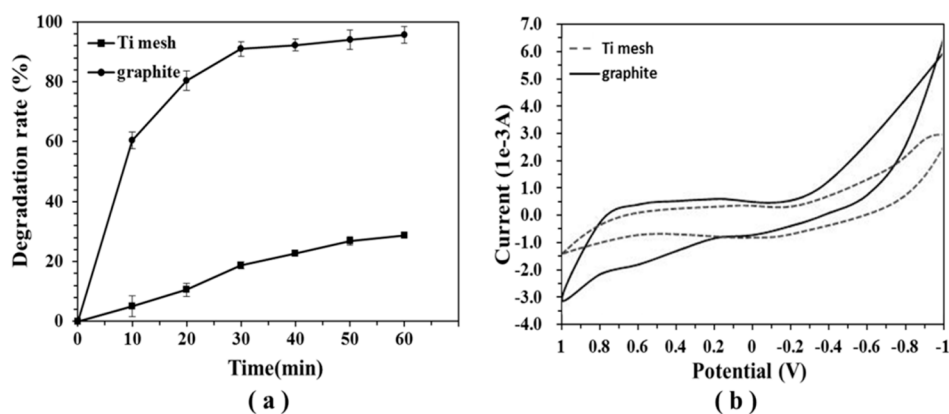 100
80
60
40
20
0
Degradation rate (%)
Ti mesh
graphite
0 10 20 30 40 50 60
Time(min)
( a )
7.0
6.0
5.0
4.0
3.0
2.0
1.0
0.0
-1.0
-2.0
-3.0
-4.0
Current (1e-3A)
Ti mesh
graphite
1 0.8 0.6 0.4 0.2 0 -0.2 -0.4 -0.6 -0.8 -1
Potential (V)
( b )